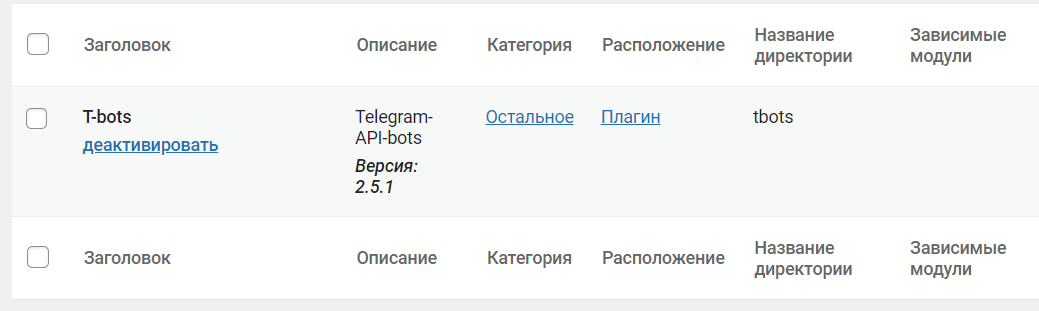 Заголовок Описание Категория Расположение Название директории Зависимые модули
T-bots
деактивировать
Telegram-
API-bots
Версия:
2.5.1
Остальное
Плагин
tbots
Заголовок Описание Категория Расположение Название директории Зависимые модули